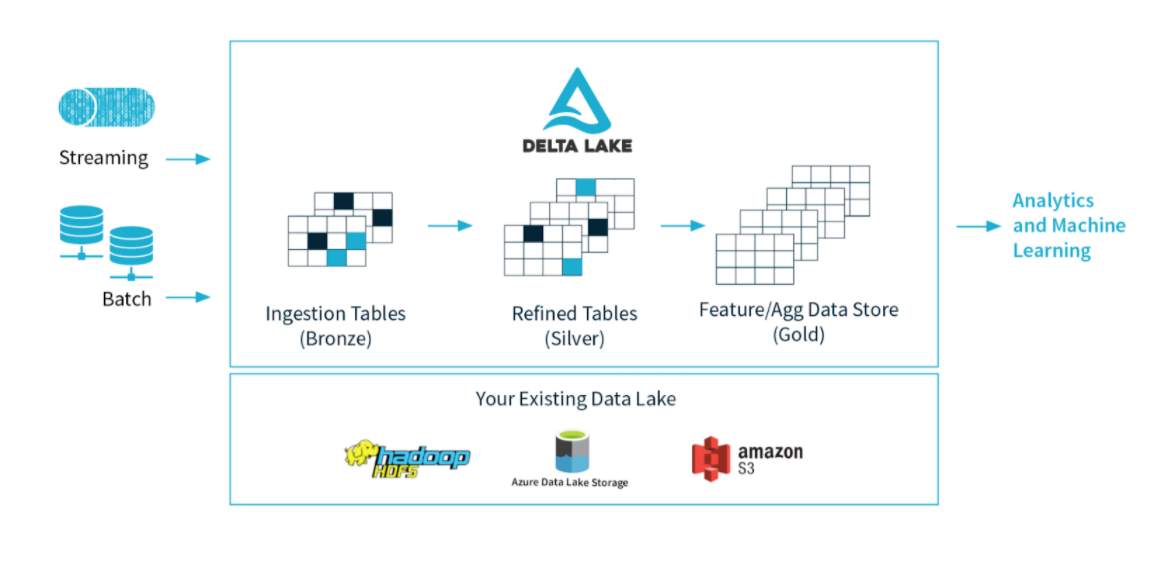 DELTA LAKE
Streaming
Batch
Ingestion Tables
(Bronze)
Refined Tables
(Silver)
Feature/Agg Data Store
(Gold)
Analytics
and Machine
Learning
Your Existing Data Lake
hadoop
HDFS
Azure Data Lake Storage
amazon
S3